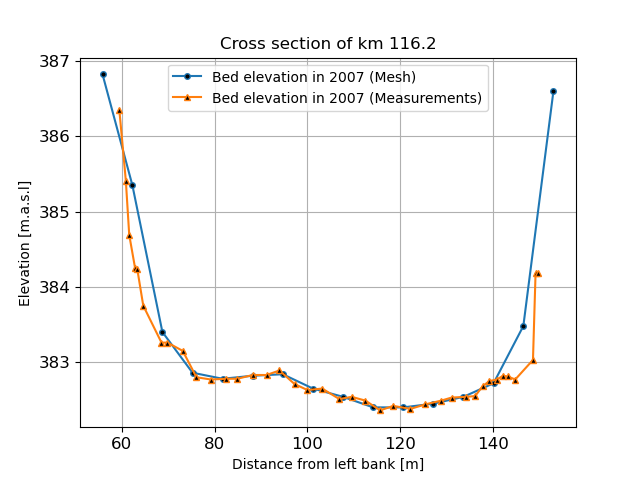 Cross section of km 116.2
Bed elevation in 2007 (Mesh)
Bed elevation in 2007 (Measurements)
387
386
385
384
383
Elevation [m.a.s.l]
60 80 100 120 140
Distance from left bank [m]